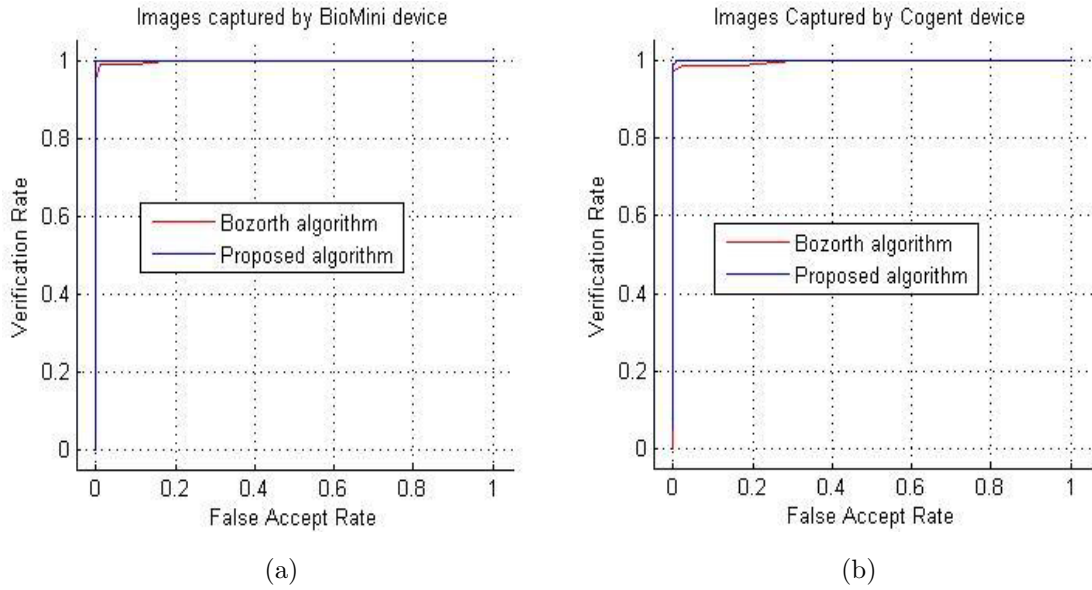 Images captured by BioMini device
1
0.8
0.6
0.4
0.2
0
Verification Rate
Bozorth algorithm
Proposed algorithm
0 0.2 0.4 0.6 0.8 1
False Accept Rate
(a)
Images Captured by Cogent device
1
0.8
0.6
0.4
0.2
0
Verification Rate
Bozorth algorithm
Proposed algorithm
0 0.2 0.4 0.6 0.8 1
False Accept Rate
(b)